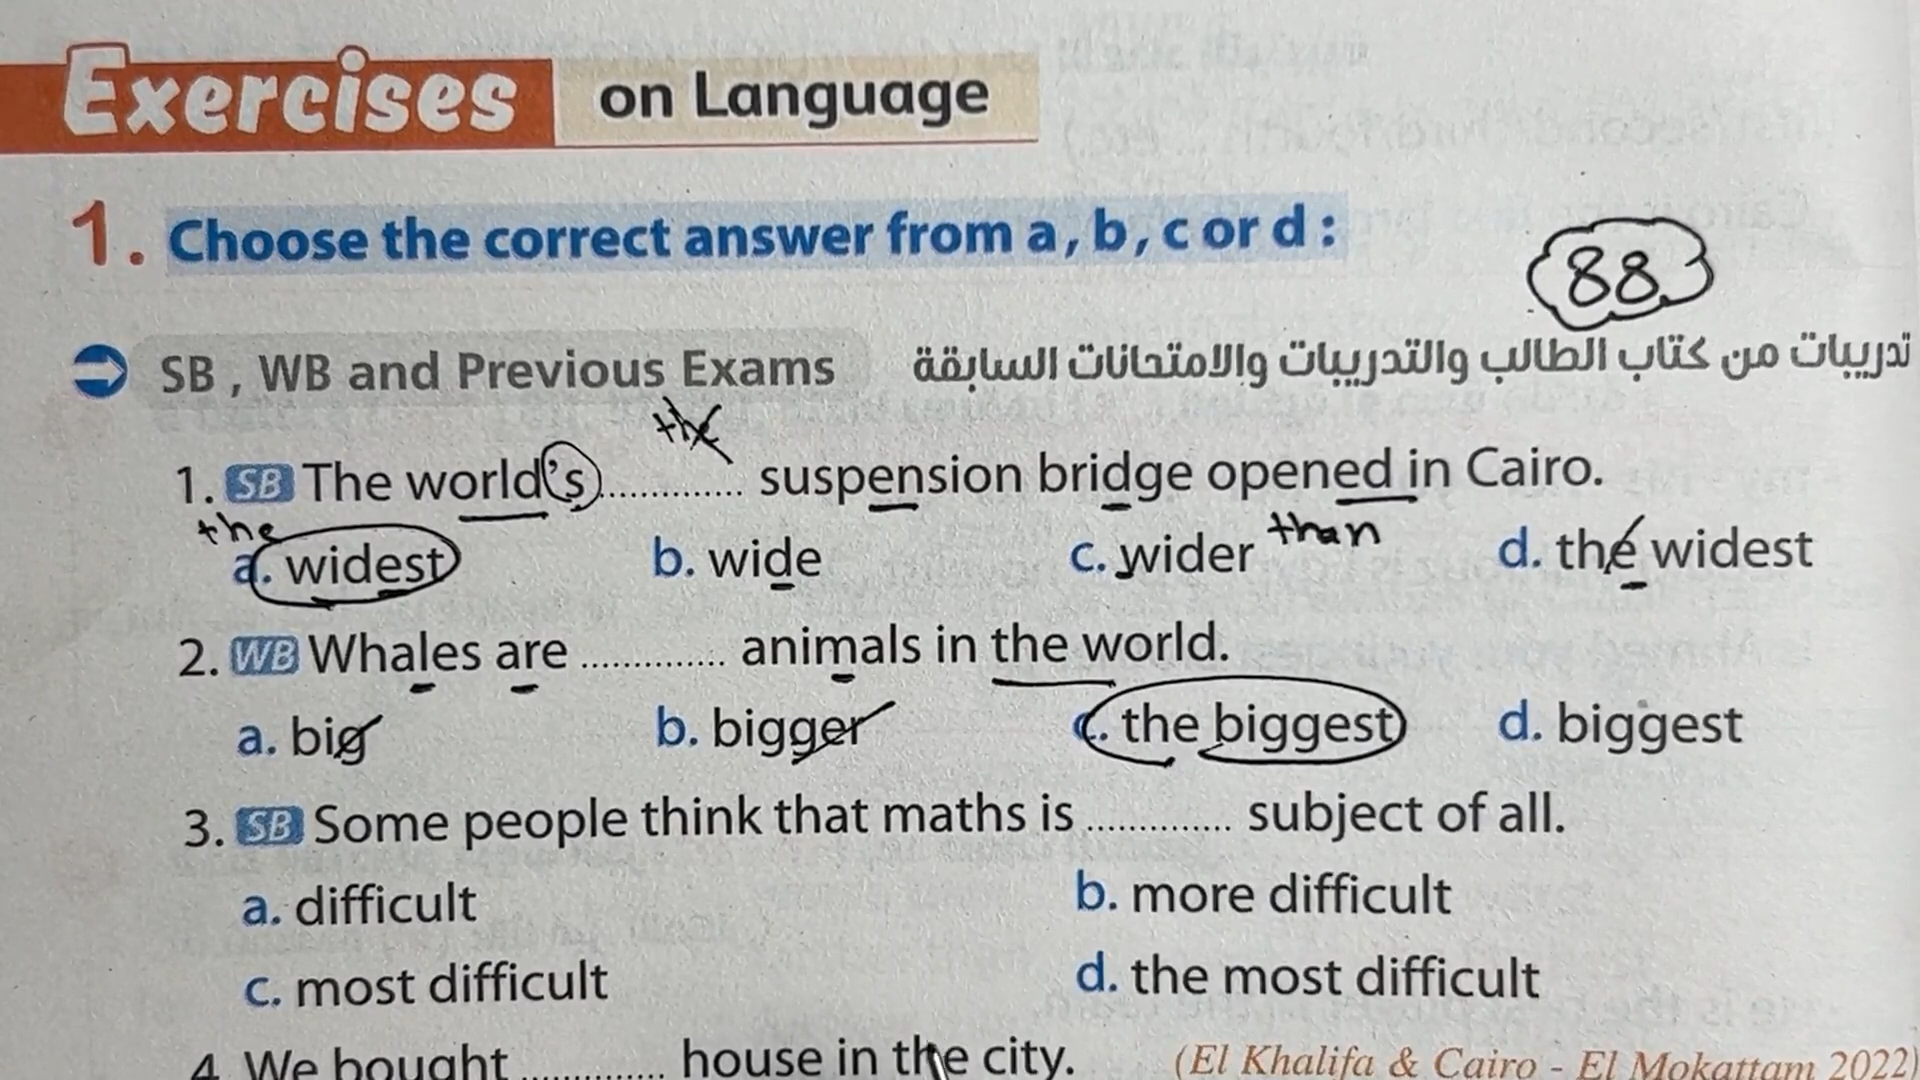 Exercises on Language
1. Choose the correct answer from a, b, c or d :
88
SB , WB and Previous Exams تدريبات من كتاب الطالب والتدريبات والامتحانات السابقة
the
1. SB The world's .............. suspension bridge opened in Cairo.
the than
a. widest b. wide c. wider d. the widest
2. WB Whales are .............. animals in the world.
a. big b. bigger c. the biggest d. biggest
3. SB Some people think that maths is .............. subject of all.
a. difficult b. more difficult
c. most difficult d. the most difficult
4. We bought .............. house in the city. (El Khalifa & Cairo - El Mokattam 2022)